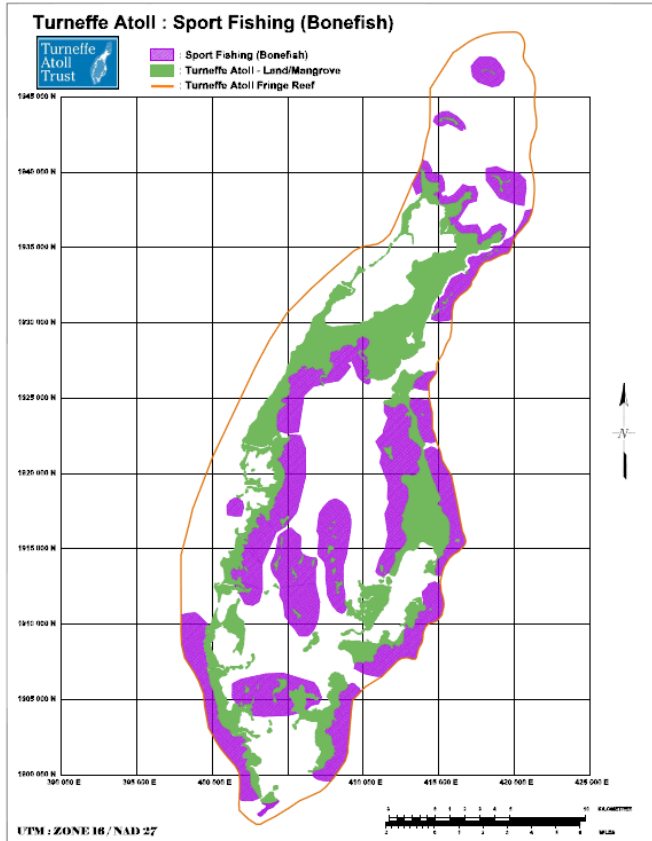 Turneffe Atoll : Sport Fishing (Bonefish)
Turneffe
Atoll
Trust
: Sport Fishing (Bonefish)
: Turneffe Atoll - Land/Mangrove
: Turneffe Atoll Fringe Reef
1945 000 N
1940 000 N
1935 000 N
1930 000 N
1925 000 N
1920 000 N
1915 000 N
1910 000 N
1905 000 N
1900 000 N
390 000 E
395 000 E
400 000 E
410 000 E
415 000 E
420 000 E
425 000 E
N
KILOMETRES
MILES
UTM : ZONE 16 / NAD 27